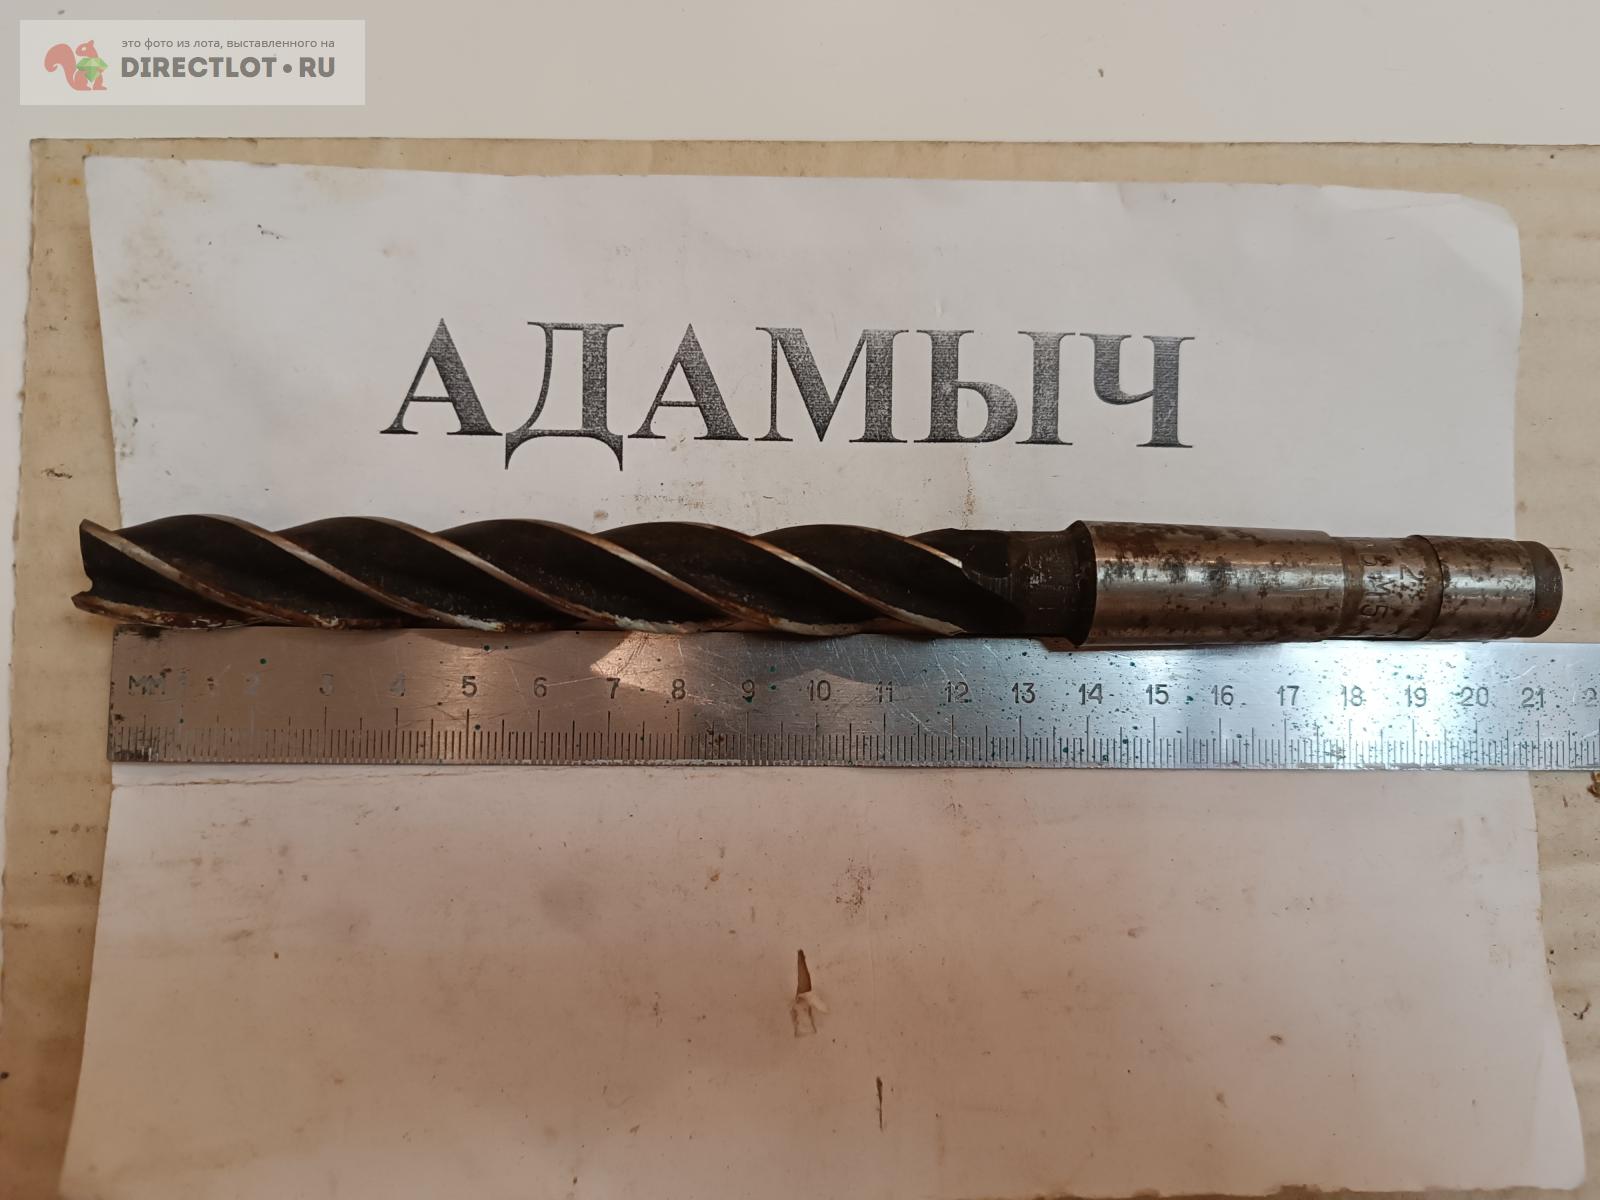 это фото из лота, выставленного на
DIRECTLOT•RU
АДАМЫЧ
ММ 1 2 3 4 5 6 7 8 9 10 11 12 13 14 15 16 17 18 19 20 21